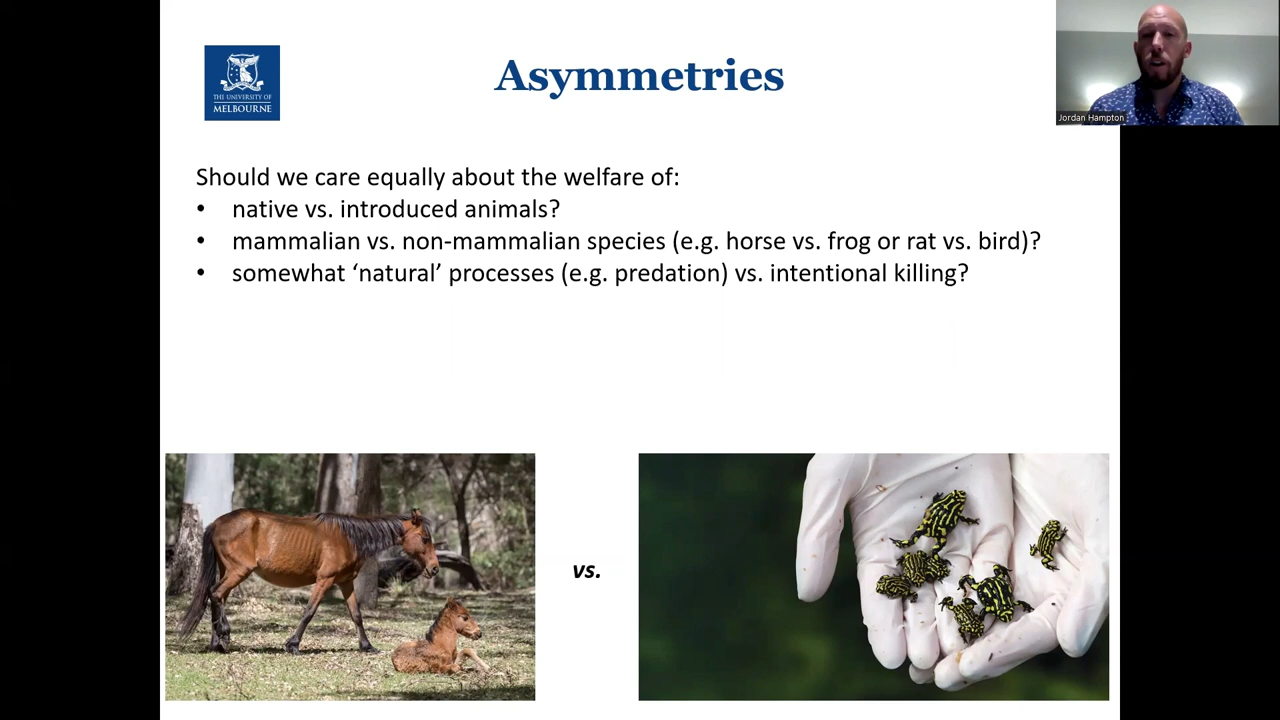 Asymmetries
THE UNIVERSITY OF
MELBOURNE
Jordan Hampton
Should we care equally about the welfare of:
• native vs. introduced animals?
• mammalian vs. non-mammalian species (e.g. horse vs. frog or rat vs. bird)?
• somewhat ‘natural’ processes (e.g. predation) vs. intentional killing?
vs.